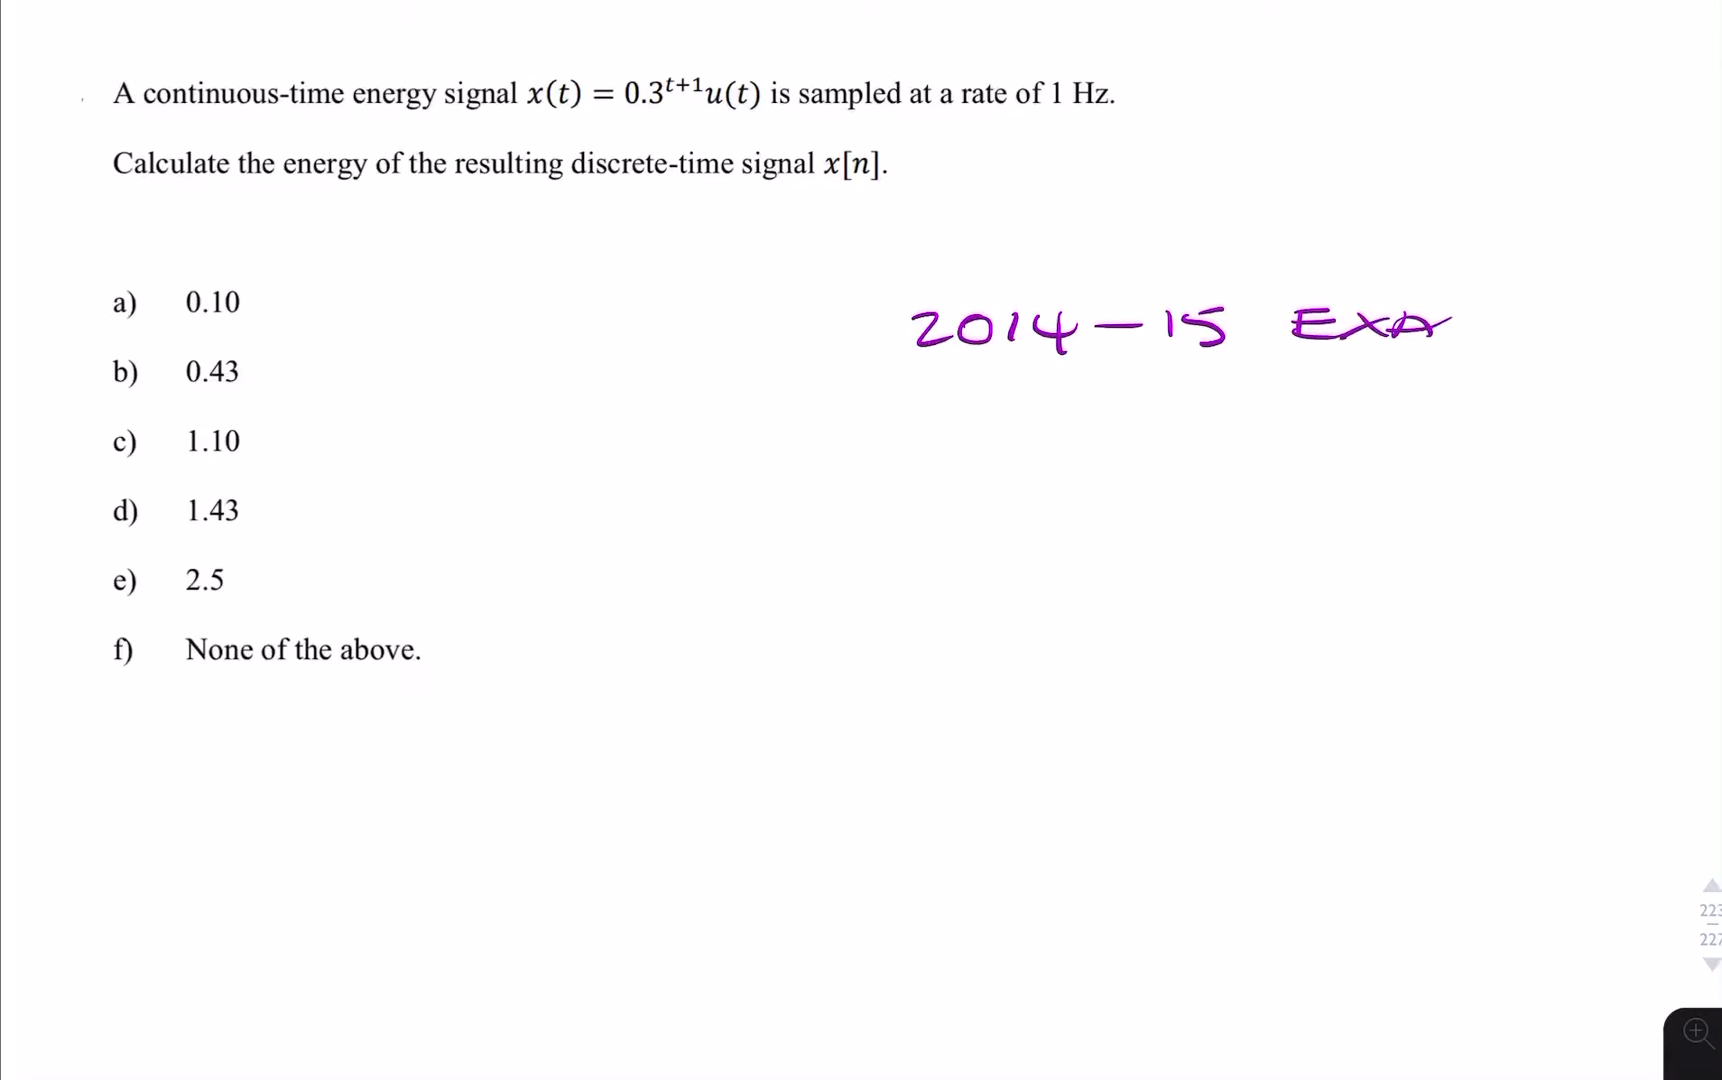 A continuous-time energy signal x(t) = 0.3^{t+1}u(t) is sampled at a rate of 1 Hz.
Calculate the energy of the resulting discrete-time signal x[n].
a) 0.10
2014-15 EXA
b) 0.43
c) 1.10
d) 1.43
e) 2.5
f) None of the above.